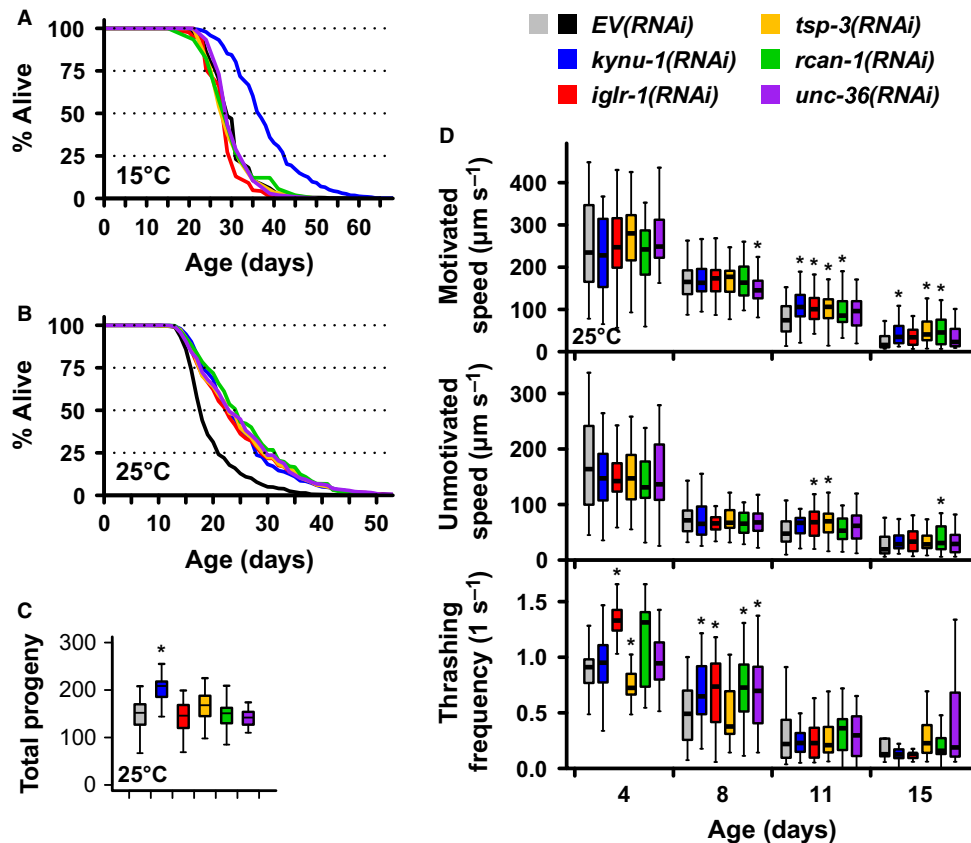 A
100
75
50
25
0
% Alive
15°C
0 10 20 30 40 50 60
Age (days)
EV(RNAi)
kynu-1(RNAi)
iglr-1(RNAi)
tsp-3(RNAi)
rcan-1(RNAi)
unc-36(RNAi)
B
100
75
50
25
0
% Alive
25°C
0 10 20 30 40 50
Age (days)
C
300
200
100
0
Total progeny
*
25°C
D
Motivated
speed (µm s⁻¹)
400
300
200
100
0
25°C
* * * * * * * *
Unmotivated
speed (µm s⁻¹)
300
200
100
0
* * *
Thrashing
frequency (1 s⁻¹)
1.5
1.0
0.5
0.0
* * * * * *
4 8 11 15
Age (days)